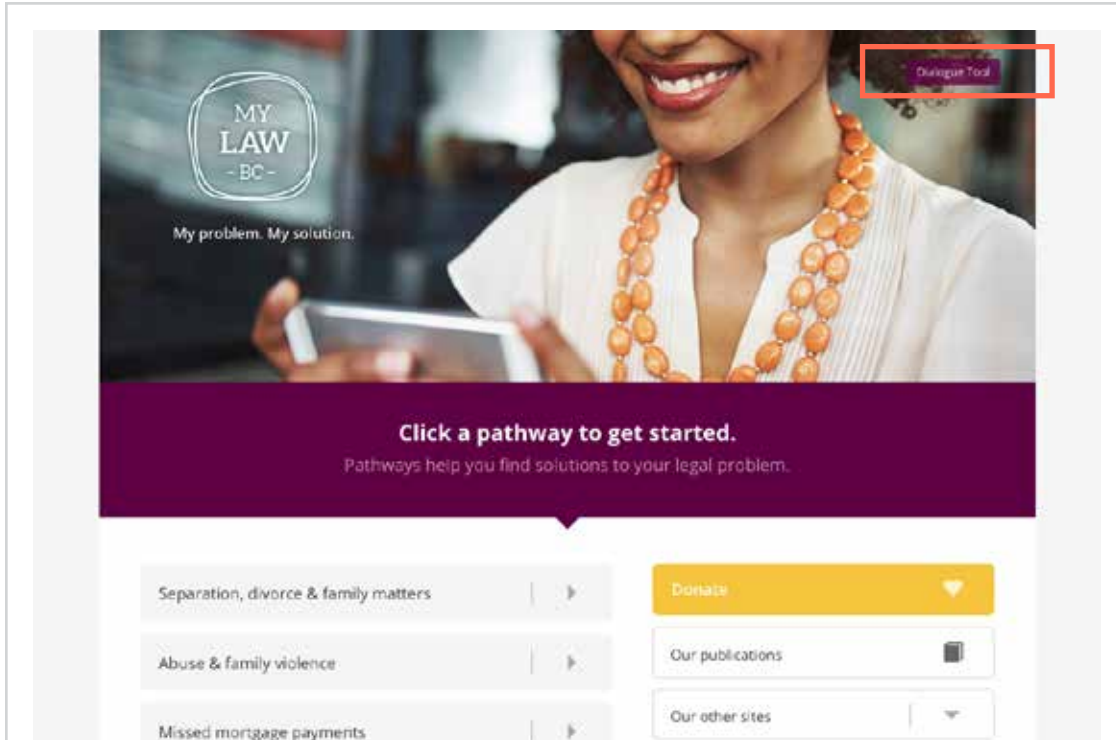 Dialogue Tool
MY
LAW
- BC -
My problem. My solution.
Click a pathway to get started.
Pathways help you find solutions to your legal problem.
Separation, divorce & family matters
Donate
Abuse & family violence
Our publications
Missed mortgage payments
Our other sites